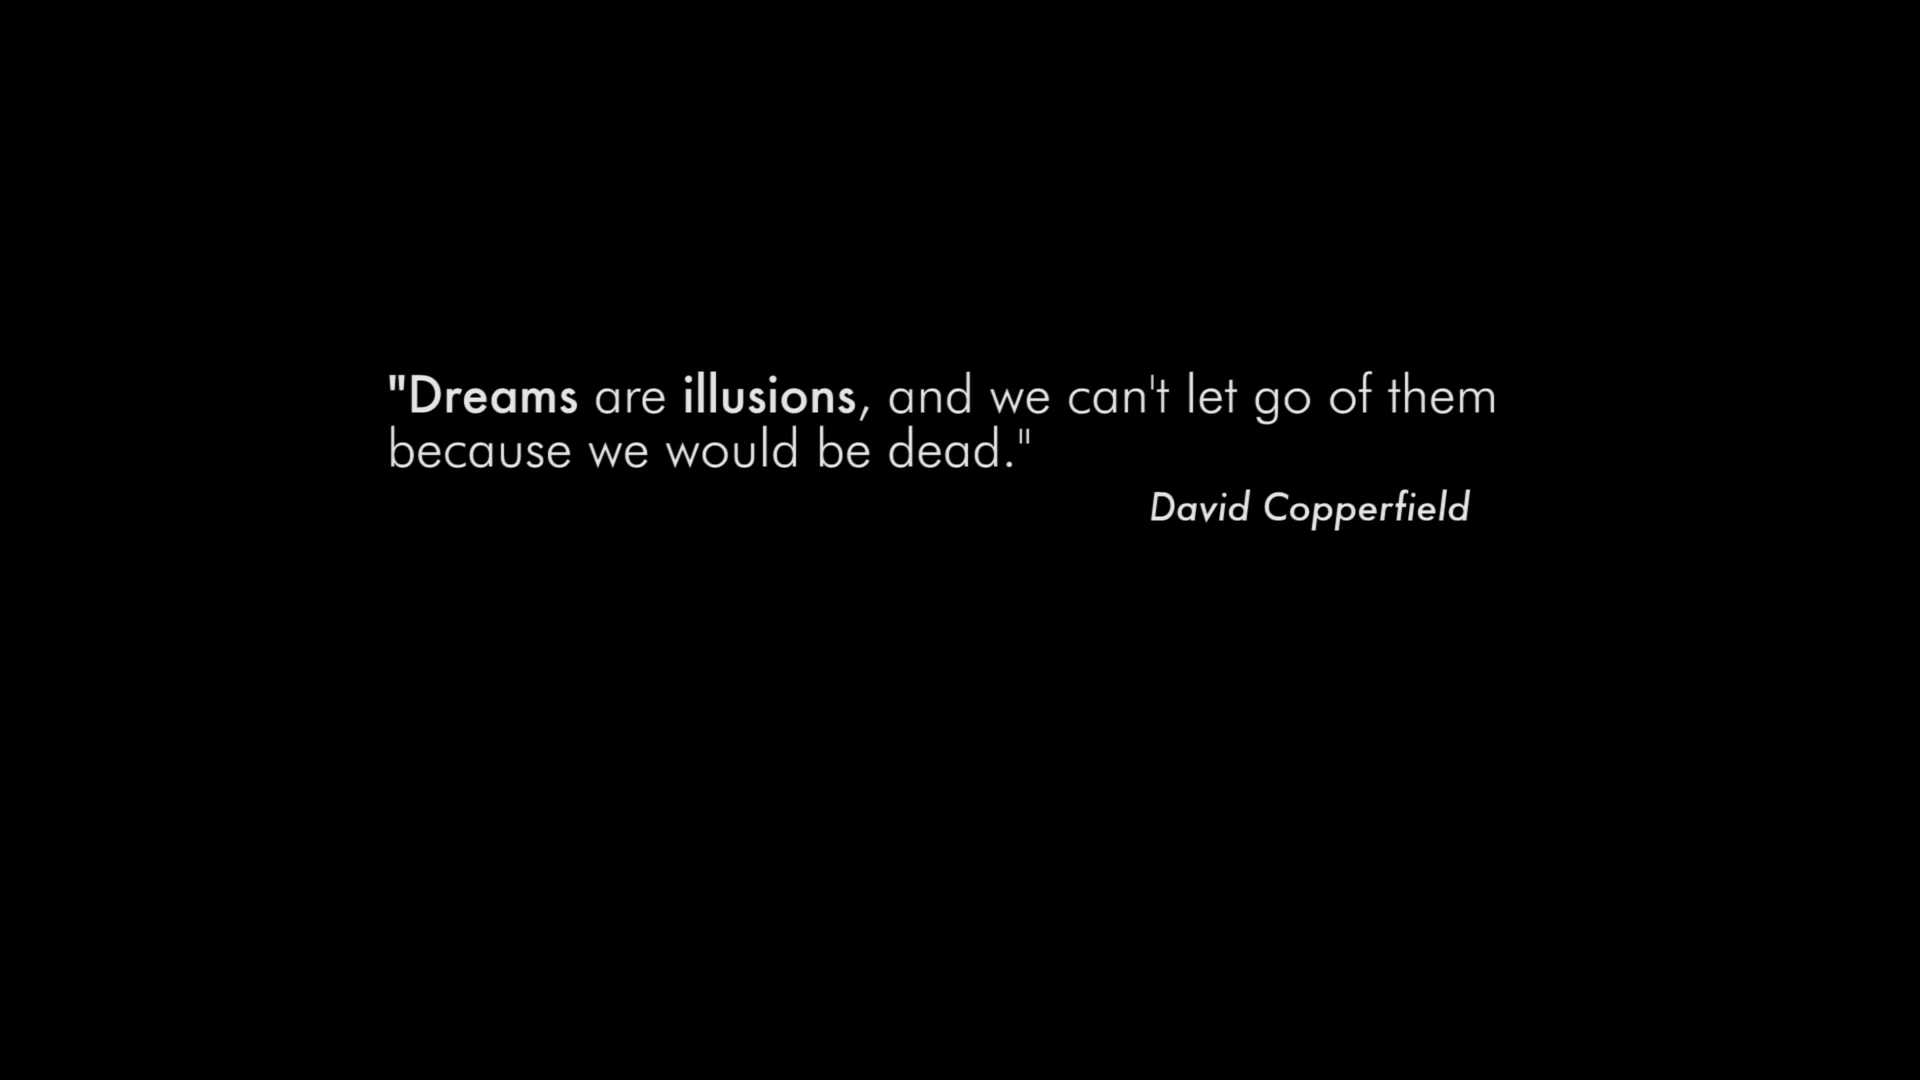 "Dreams are illusions, and we can't let go of them
because we would be dead."
David Copperfield